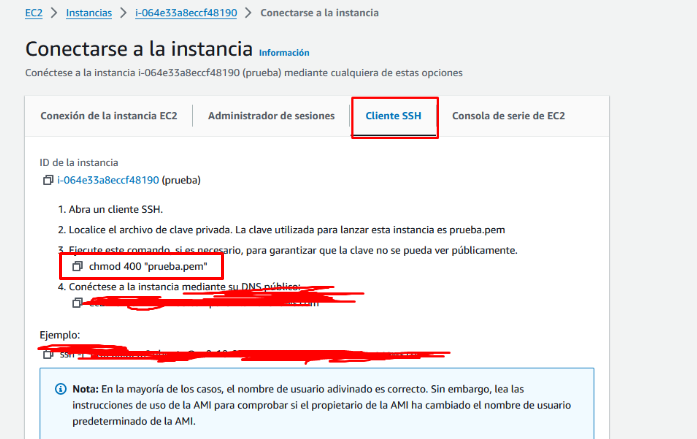 EC2 > Instancias > i-064e33a8eccf48190 > Conectarse a la instancia
Conectarse a la instancia Información
Conéctese a la instancia i-064e33a8eccf48190 (prueba) mediante cualquiera de estas opciones
Conexión de la instancia EC2 Administrador de sesiones Cliente SSH Consola de serie de EC2
ID de la instancia
i-064e33a8eccf48190 (prueba)
1. Abra un cliente SSH.
2. Localice el archivo de clave privada. La clave utilizada para lanzar esta instancia es prueba.pem
3. Ejecute este comando, si es necesario, para garantizar que la clave no se pueda ver públicamente.
chmod 400 "prueba.pem"
4. Conéctese a la instancia mediante su DNS público:
.com
Ejemplo:
ssh
Nota: En la mayoría de los casos, el nombre de usuario adivinado es correcto. Sin embargo, lea las
instrucciones de uso de la AMI para comprobar si el propietario de la AMI ha cambiado el nombre de usuario
predeterminado de la AMI.